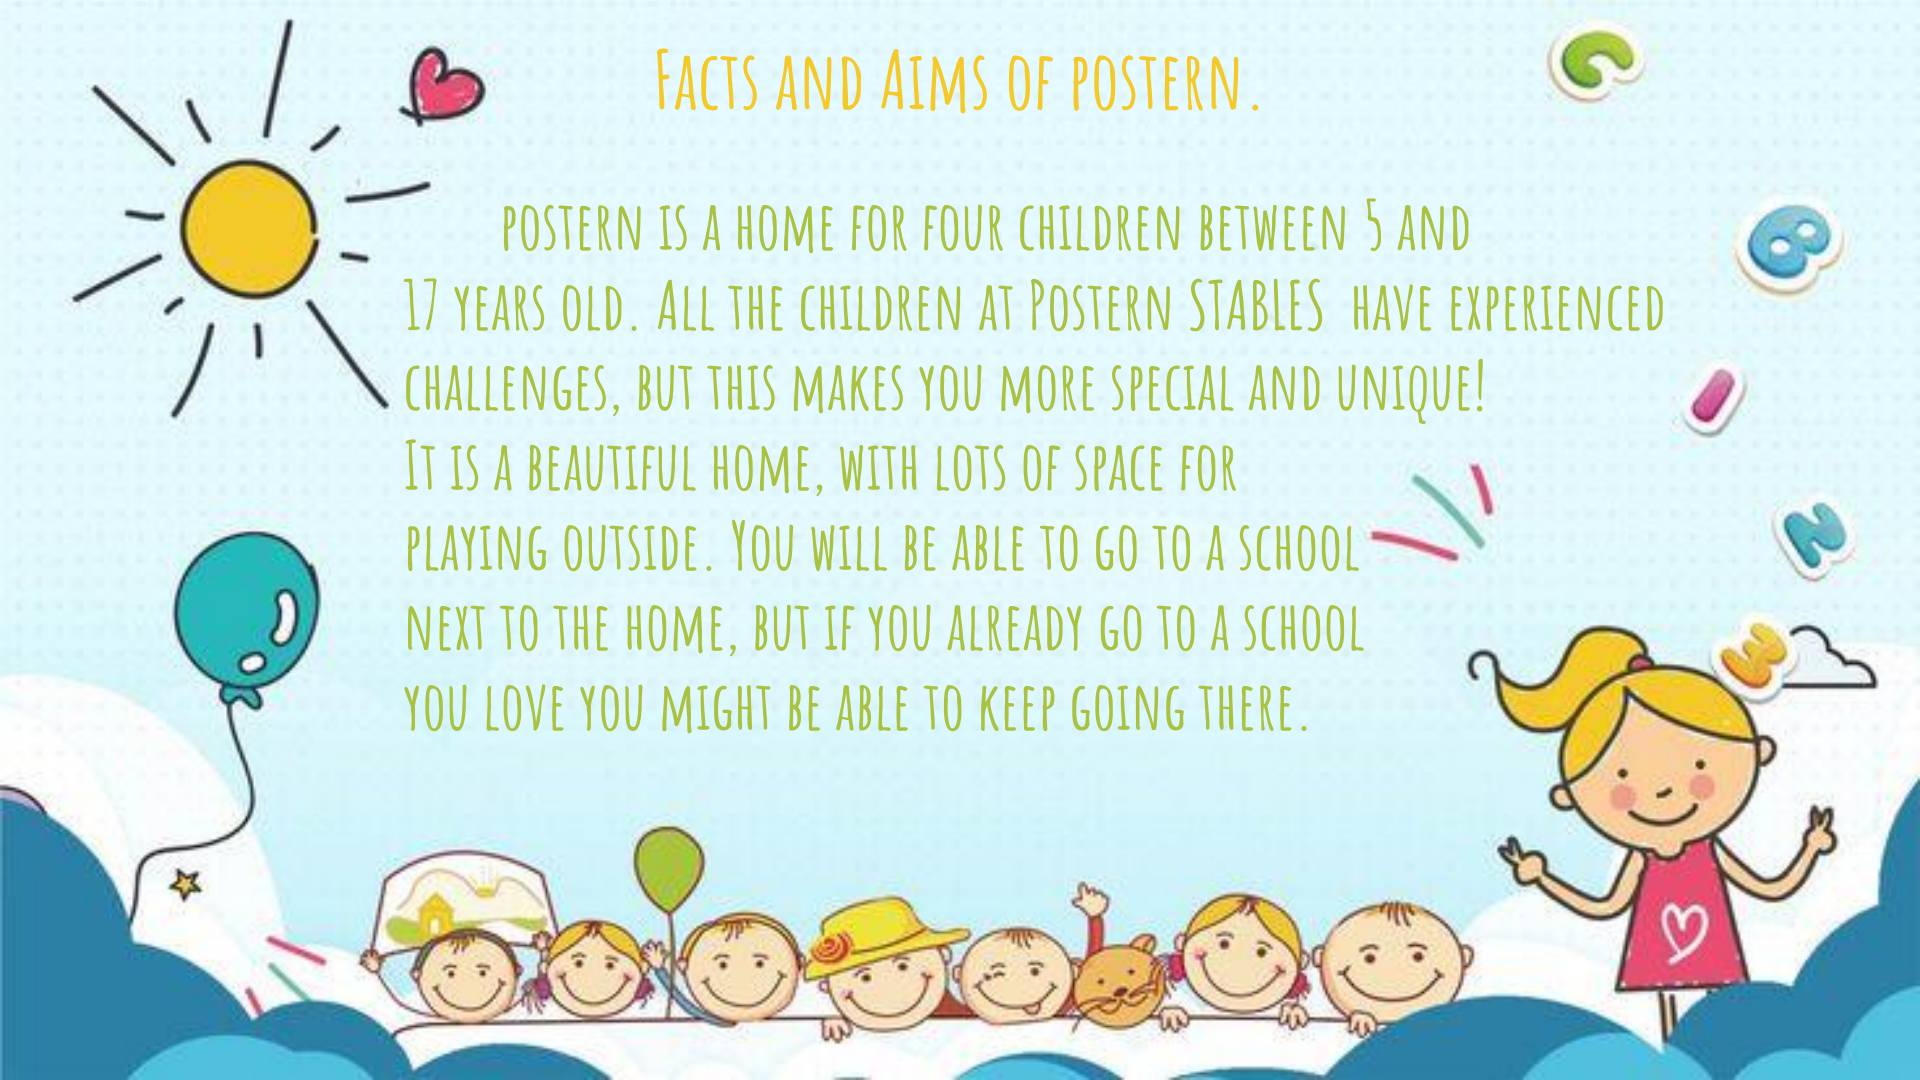 Facts and Aims of postern.
postern is a home for four children between 5 and
17 years old. All the children at Postern STABLES have experienced
challenges, but this makes you more special and unique!
It is a beautiful home, with lots of space for
playing outside. You will be able to go to a school
next to the home, but if you already go to a school
you love you might be able to keep going there.
C
B
I
N
E